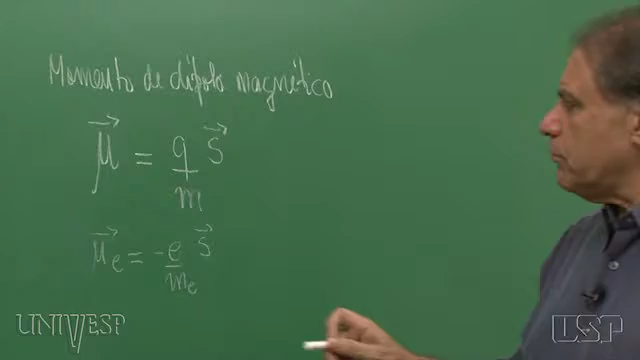 Momento de dipolo magnético
μ⃗ = q/m S⃗
μ⃗e = -e/me S⃗
UNIVESP
USP